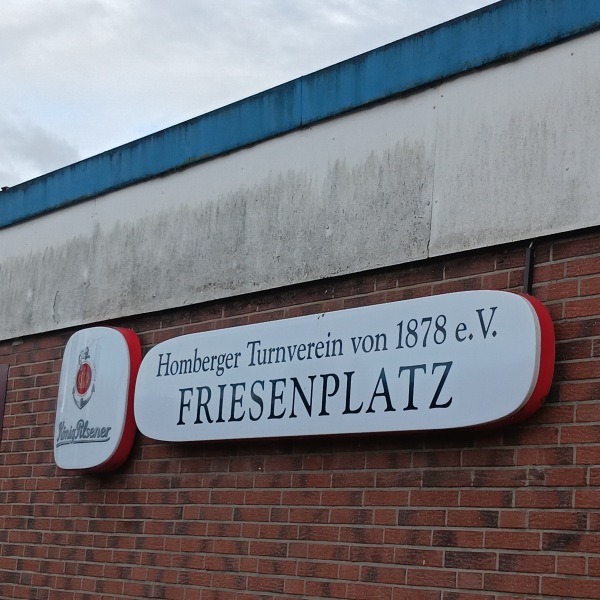 Homberger Turnverein von 1878 e.V.
FRIESENPLATZ
König Pilsener